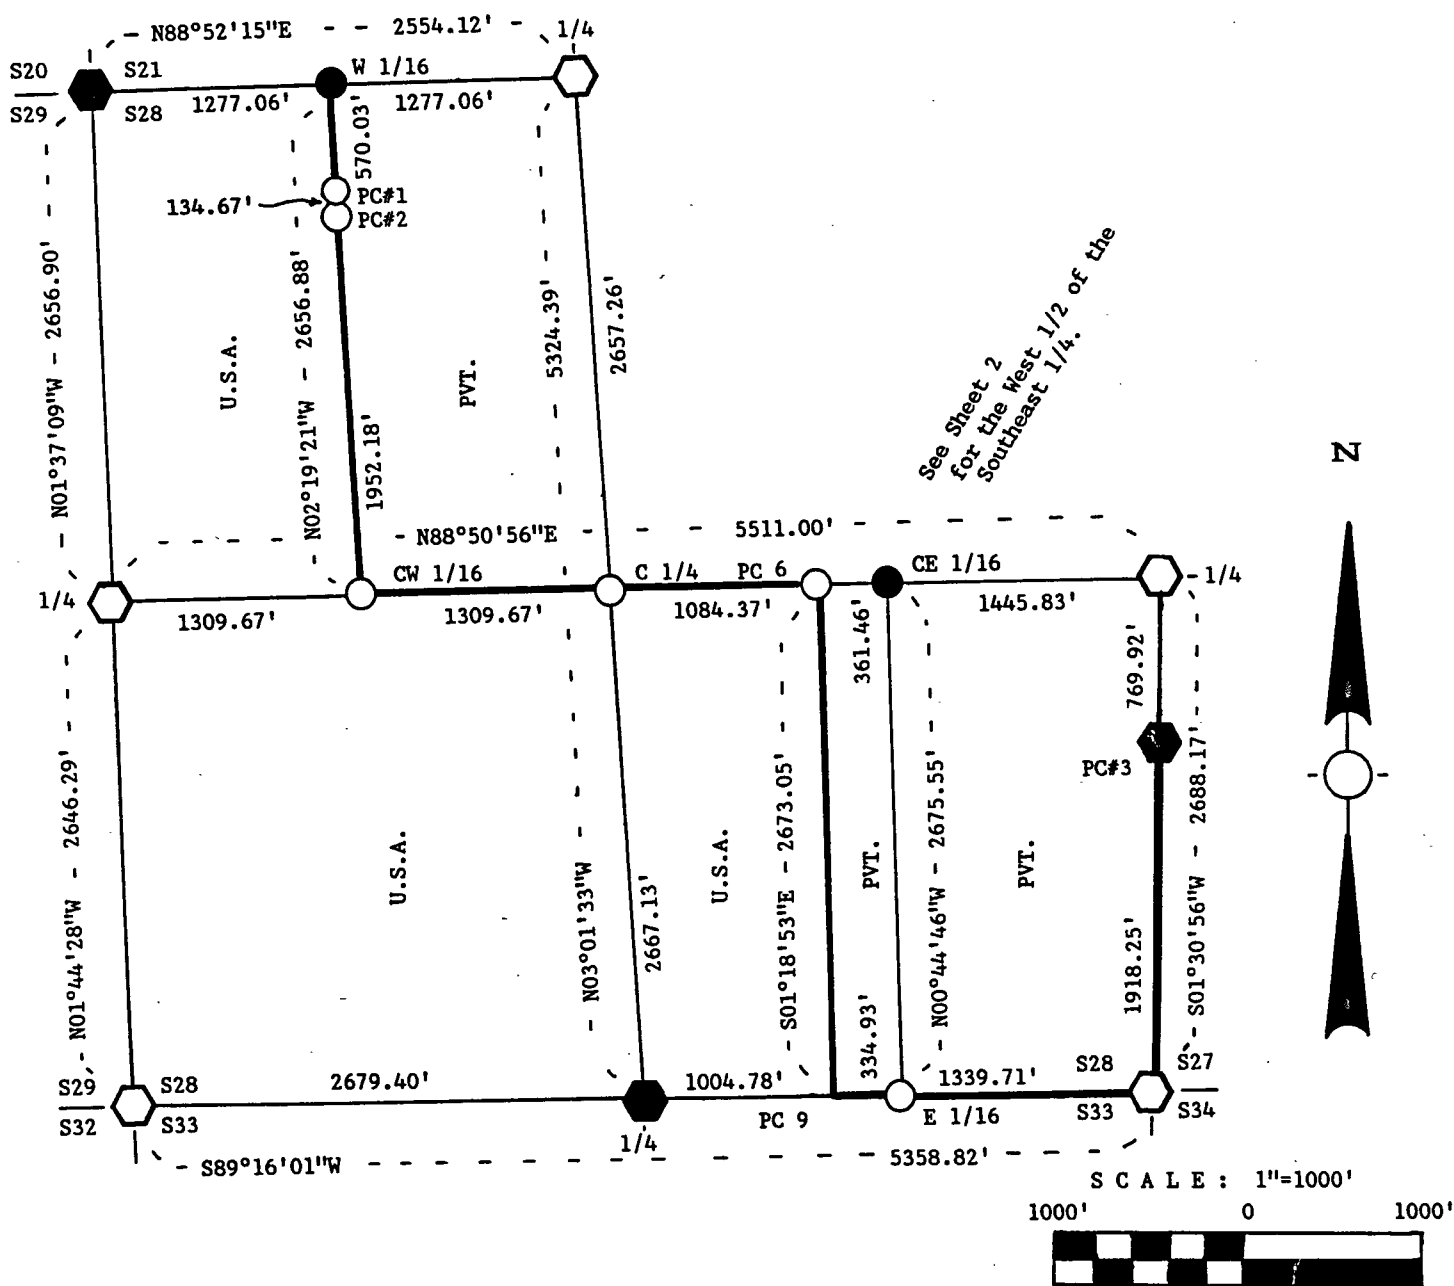 N88°52'15"E - - 2554.12' -
1/4
S20
S21
W 1/16
S29
S28
1277.06'
1277.06'
570.03'
134.67'
PC#1
PC#2
N01°37'09"W - 2656.90'
U.S.A.
N02°19'21"W - 2656.88'
1952.18'
PVT.
5324.39'
2657.26'
See Sheet 2
for the West 1/2 of the
Southeast 1/4.
N
N88°50'56"E - - 5511.00'
1/4
CW 1/16
C 1/4
PC 6
CE 1/16
1/4
1309.67'
1309.67'
1084.37'
361.46'
1445.83'
769.92'
PC#3
N01°44'28"W - 2646.29'
U.S.A.
N03°01'33"W
2667.13'
U.S.A.
S01°18'53"E - 2673.05'
PVT.
334.93'
N00°44'46"W - 2675.55'
PVT.
1918.25'
S01°30'56"W - 2688.17'
S29
S28
2679.40'
1004.78'
1339.71'
S28
S27
S32
S33
1/4
PC 9
E 1/16
S33
S34
S89°16'01"W - - - - - - - - - 5358.82'
SCALE: 1"=1000'
1000' 0 1000'